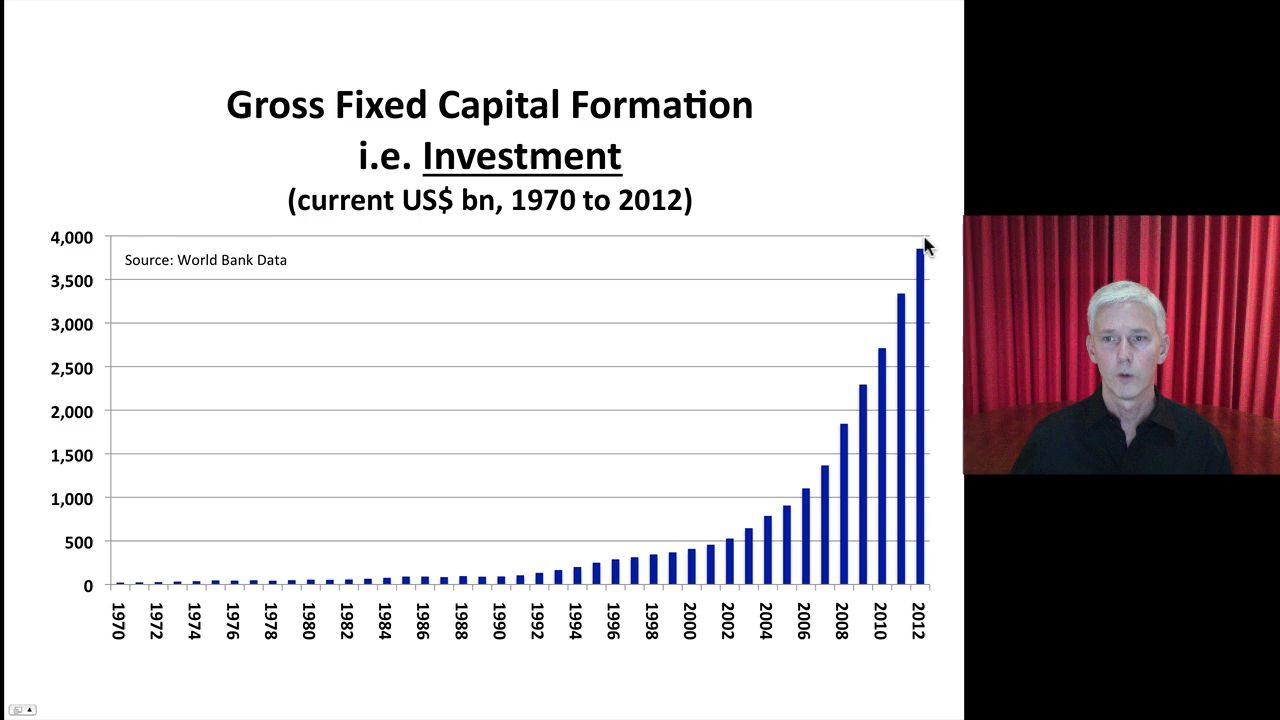 Gross Fixed Capital Formation
i.e. Investment
(current US$ bn, 1970 to 2012)
4,000
Source: World Bank Data
3,500
3,000
2,500
2,000
1,500
1,000
500
0
1970 1972 1974 1976 1978 1980 1982 1984 1986 1988 1990 1992 1994 1996 1998 2000 2002 2004 2006 2008 2010 2012